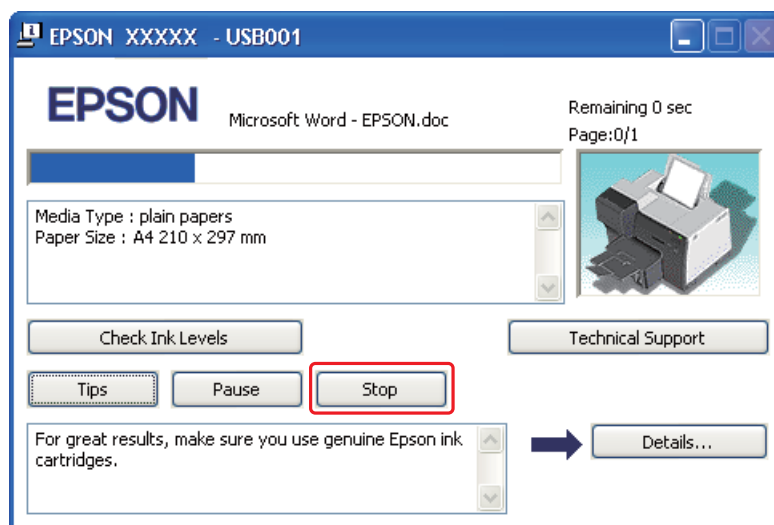 EPSON XXXXX - USB001
EPSON
Microsoft Word - EPSON.doc
Remaining 0 sec
Page:0/1
Media Type : plain papers
Paper Size : A4 210 x 297 mm
Check Ink Levels
Technical Support
Tips
Pause
Stop
For great results, make sure you use genuine Epson ink
cartridges.
Details...